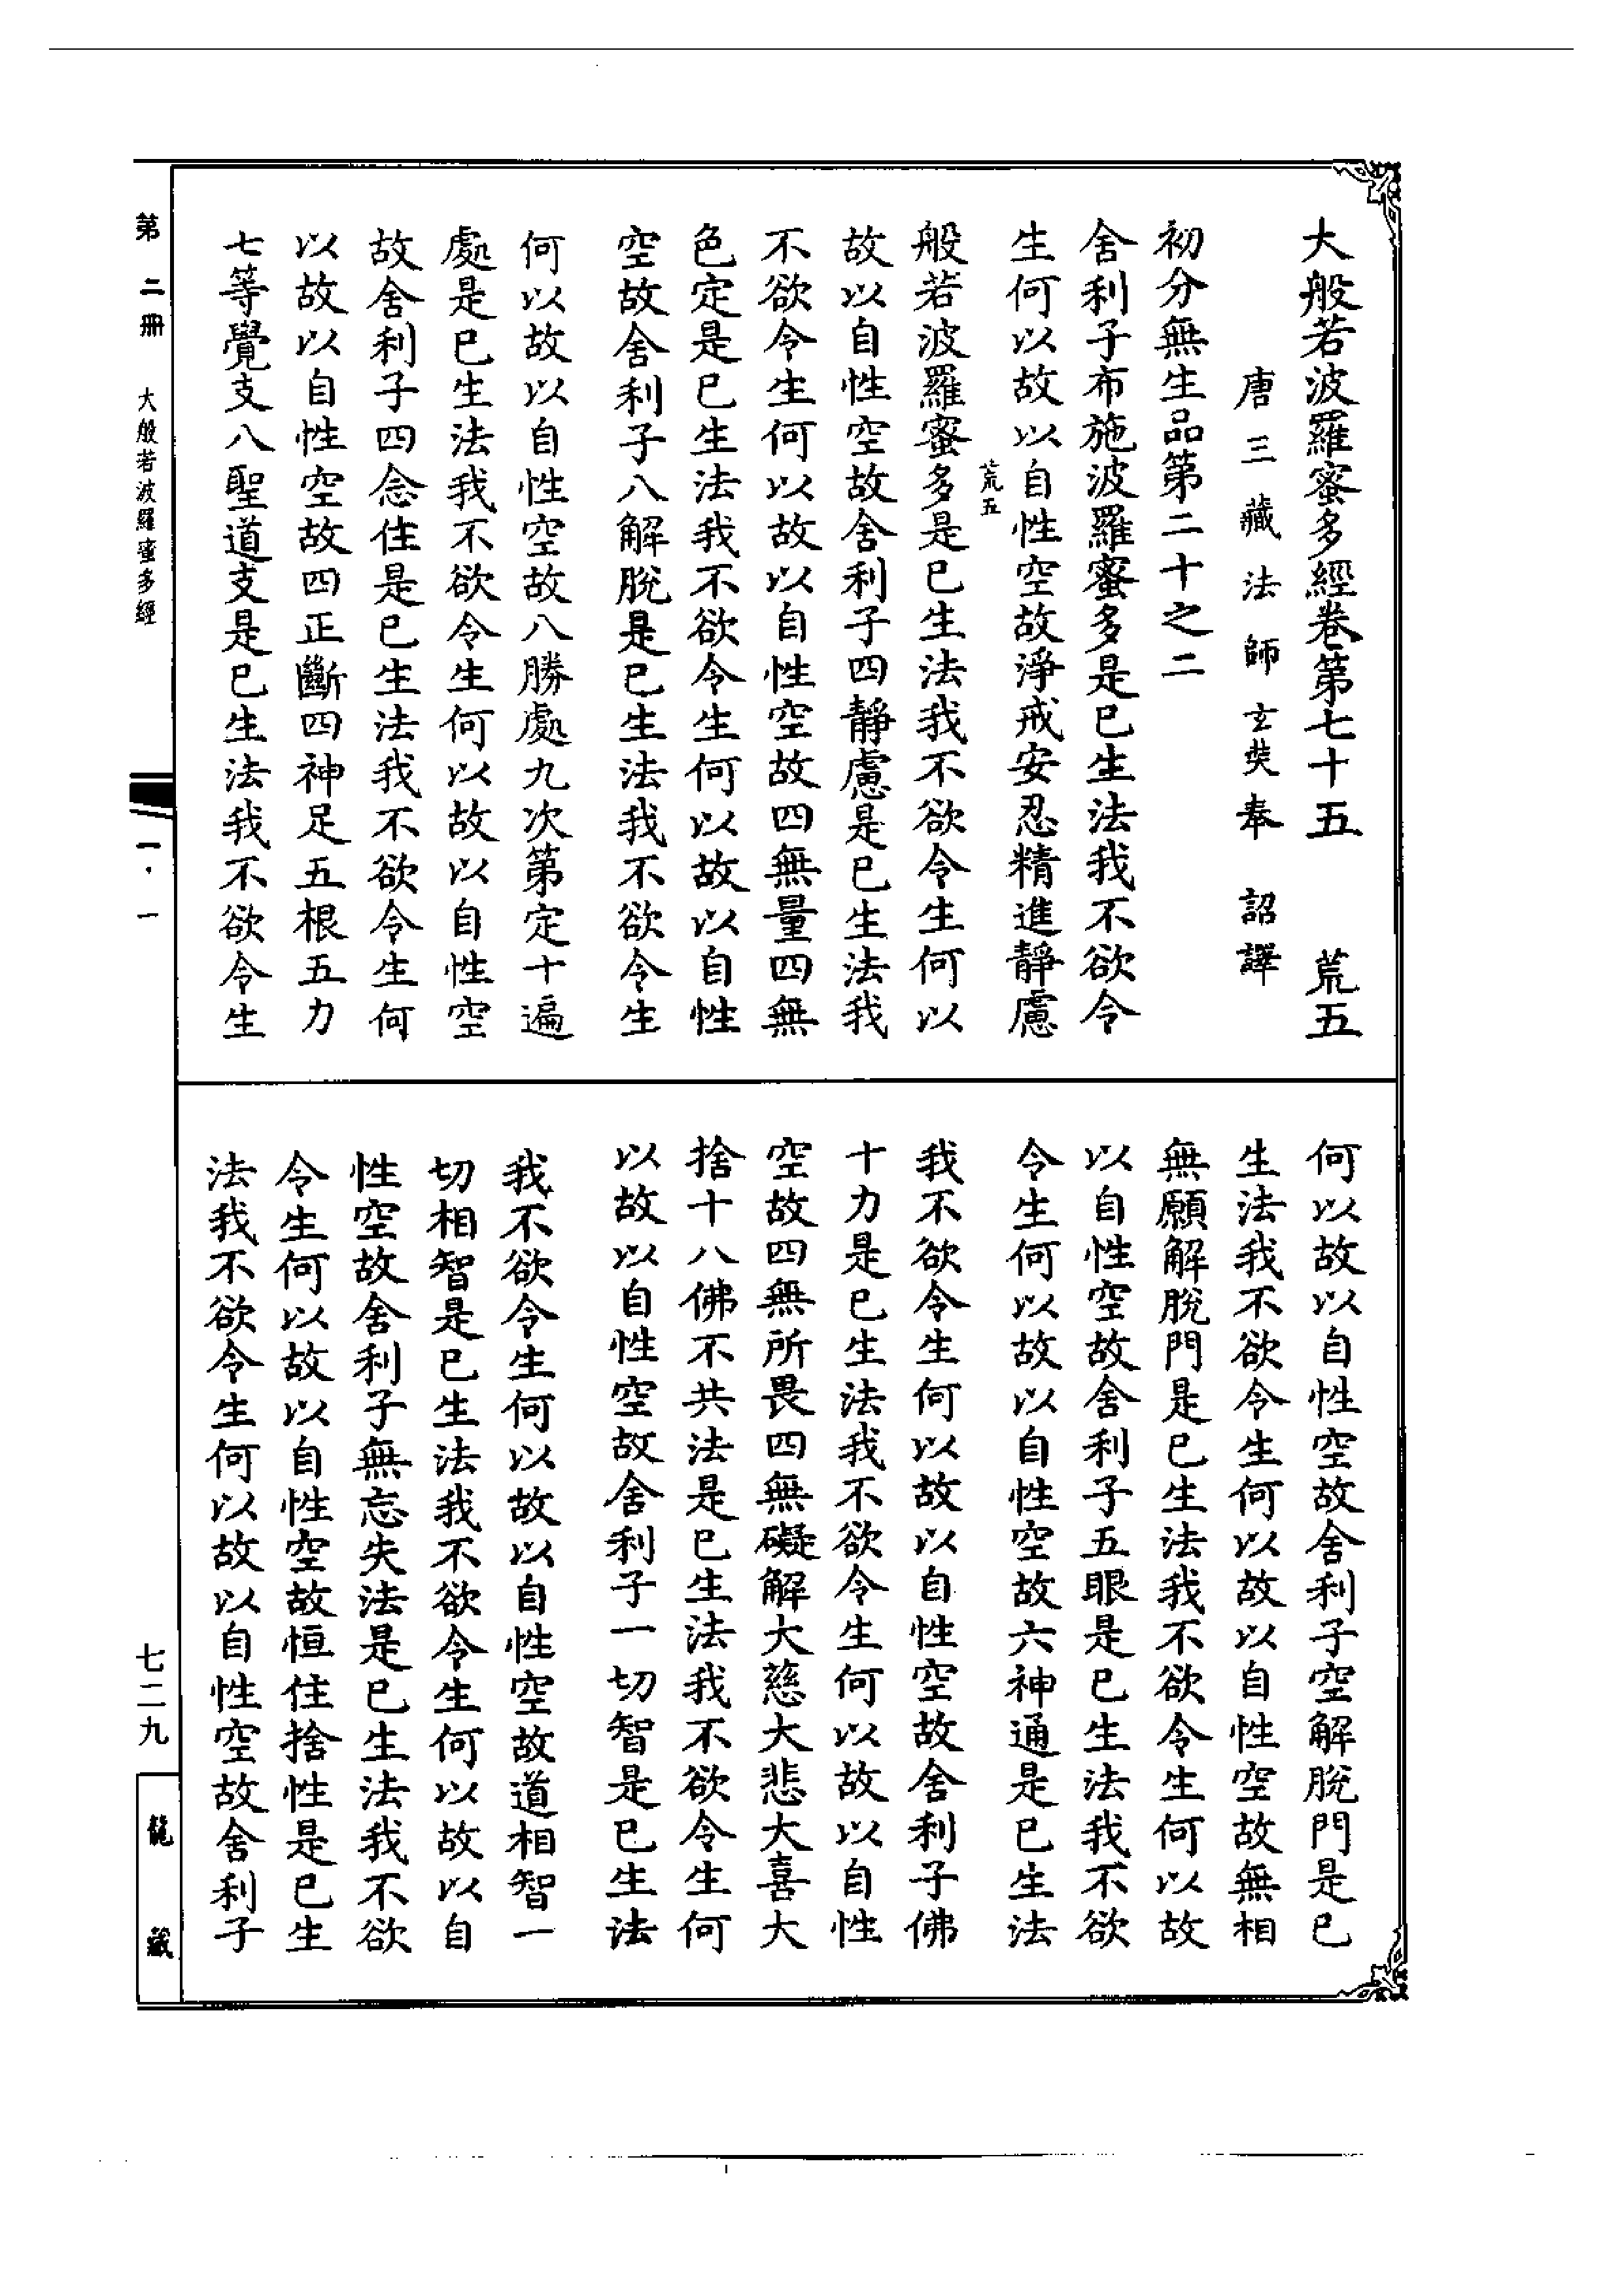 大般若波羅蜜多經卷第七十五　荒五
唐三藏法師玄奘奉　詔譯
初分無生品第二十之二
舍利子布施波羅蜜多是已生法我不欲令
生何以故以自性空故淨戒安忍精進靜慮
荒五
般若波羅蜜多是已生法我不欲令生何以
故以自性空故舍利子四靜慮是已生法我
不欲令生何以故以自性空故四無量四無
色定是已生法我不欲令生何以故以自性
空故舍利子八解脫是已生法我不欲令生
何以故以自性空故八勝處九次第定十遍
處是已生法我不欲令生何以故以自性空
故舍利子四念住是已生法我不欲令生何
以故以自性空故四正斷四神足五根五力
七等覺支八聖道支是已生法我不欲令生
何以故以自性空故舍利子空解脫門是已
生法我不欲令生何以故以自性空故無相
無願解脫門是已生法我不欲令生何以故
以自性空故舍利子五眼是已生法我不欲
令生何以故以自性空故六神通是已生法
我不欲令生何以故以自性空故舍利子佛
十力是已生法我不欲令生何以故以自性
空故四無所畏四無礙解大慈大悲大喜大
捨十八佛不共法是已生法我不欲令生何
以故以自性空故舍利子一切智是已生法
我不欲令生何以故以自性空故道相智一
切相智是已生法我不欲令生何以故以自
性空故舍利子無忘失法是已生法我不欲
令生何以故以自性空故恒住捨性是已生
法我不欲令生何以故以自性空故舍利子
第二冊　大般若波羅蜜多經
一·一
七二九
龍藏